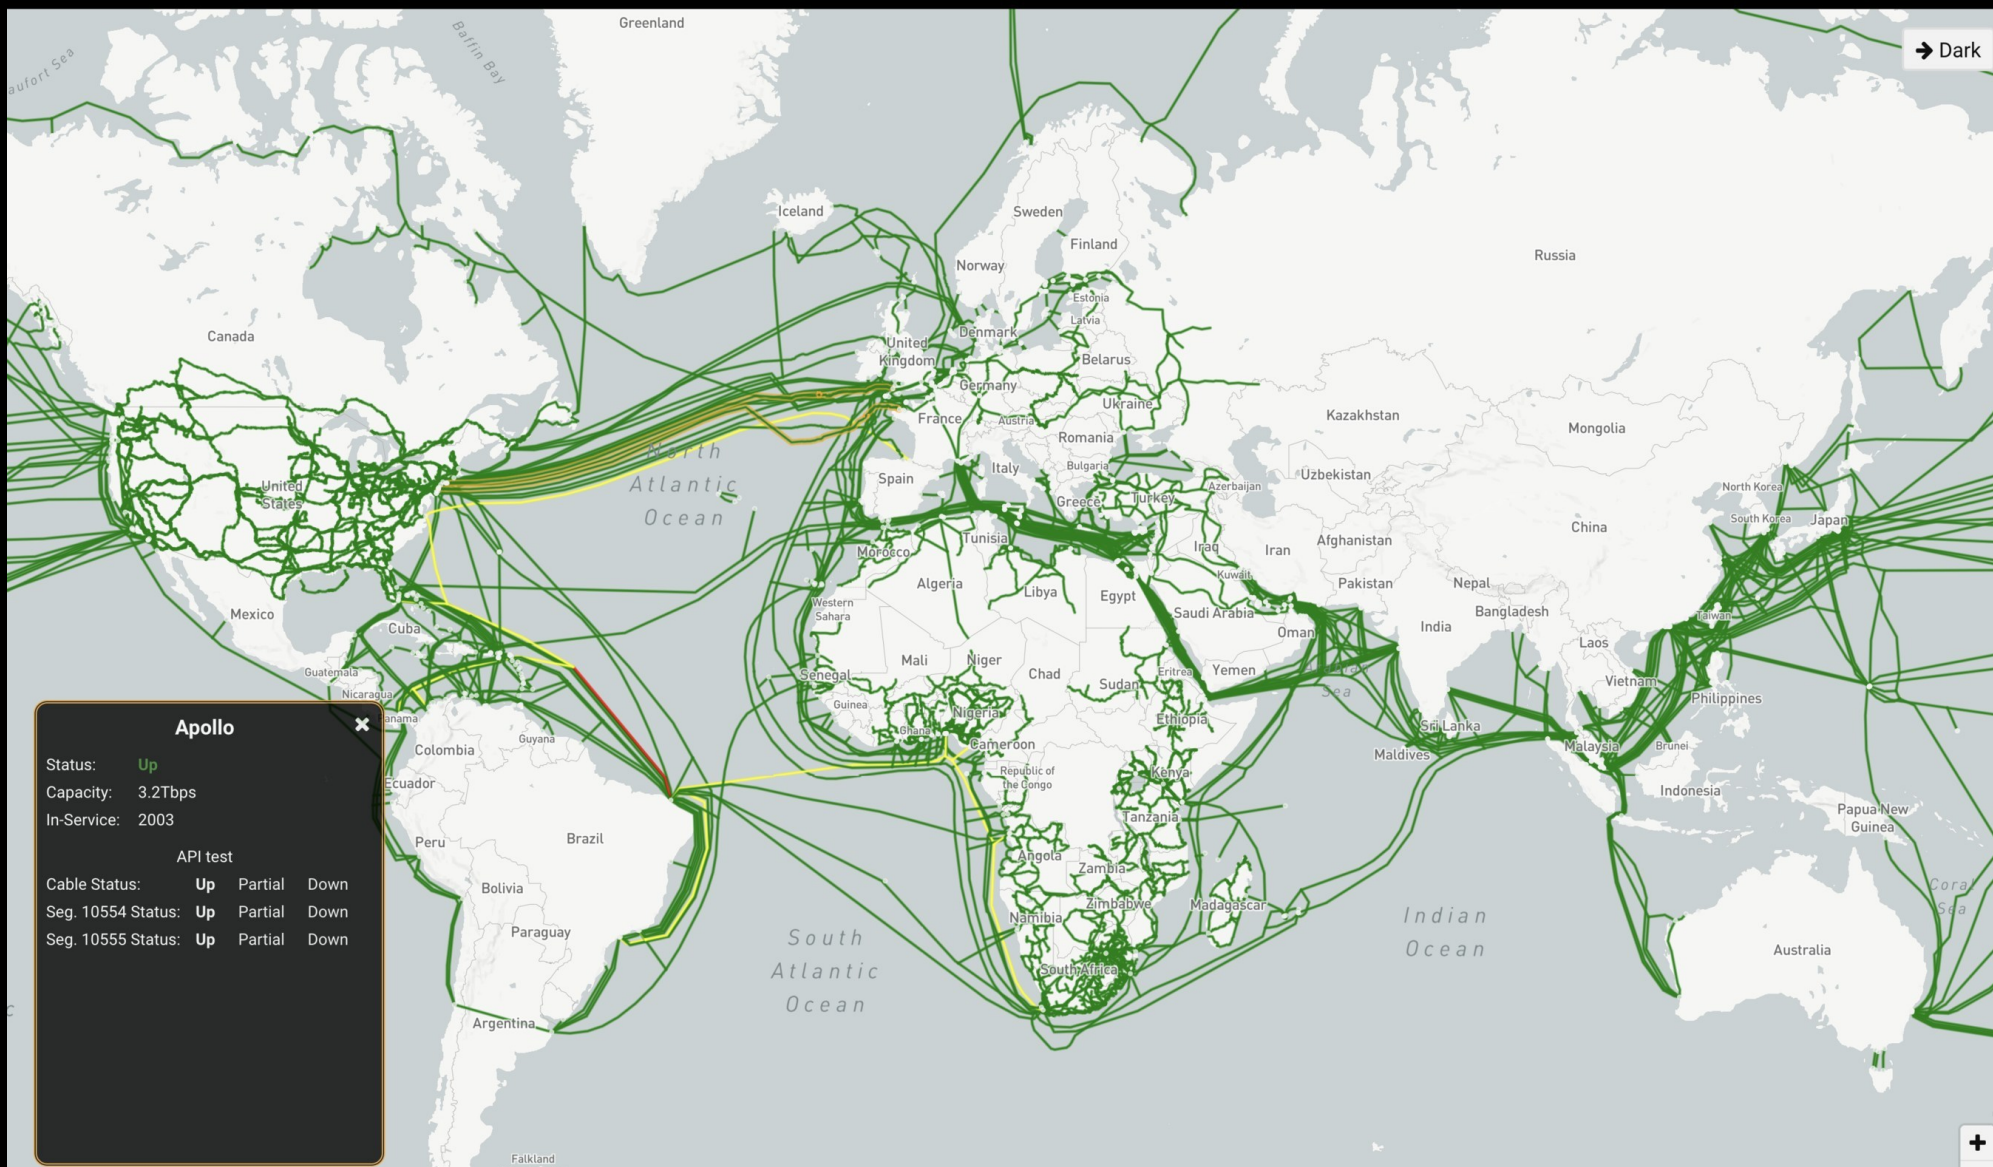 Greenland
Baffin Bay
aufort Sea
→ Dark
Iceland
Sweden
Finland
Norway
Russia
Estonia
Latvia
Denmark
Canada
United
Kingdom
Belarus
Germany
Ukraine
France
Austria
Kazakhstan
Mongolia
Romania
North
Atlantic
Ocean
Italy
Bulgaria
Uzbekistan
Spain
United
States
Azerbaijan
North Korea
Greece
Turkey
South Korea
Japan
China
Tunisia
Morocco
Iraq
Iran
Afghanistan
Algeria
Libya
Egypt
Kuwait
Pakistan
Nepal
Western
Sahara
Mexico
Saudi Arabia
Bangladesh
Taiwan
Cuba
India
Oman
Laos
Mali
Niger
Chad
Guatemala
Senegal
Sudan
Eritrea
Yemen
Arabian
Sea
Vietnam
Nicaragua
Guinea
Nigeria
Philippines
Panama
Ethiopia
Sri Lanka
Ghana
Guyana
Colombia
Cameroon
Malaysia
Brunei
Maldives
Ecuador
Republic of
the Congo
Kenya
Indonesia
Papua New
Guinea
Tanzania
Brazil
Peru
Angola
Zambia
Bolivia
Coral
Sea
Zimbabwe
Madagascar
Namibia
Indian
Ocean
Paraguay
South
Atlantic
Ocean
Australia
South Africa
Argentina
Falkland
Apollo
✖
Status: Up
Capacity: 3.2Tbps
In-Service: 2003
API test
Cable Status: Up Partial Down
Seg. 10554 Status: Up Partial Down
Seg. 10555 Status: Up Partial Down
+